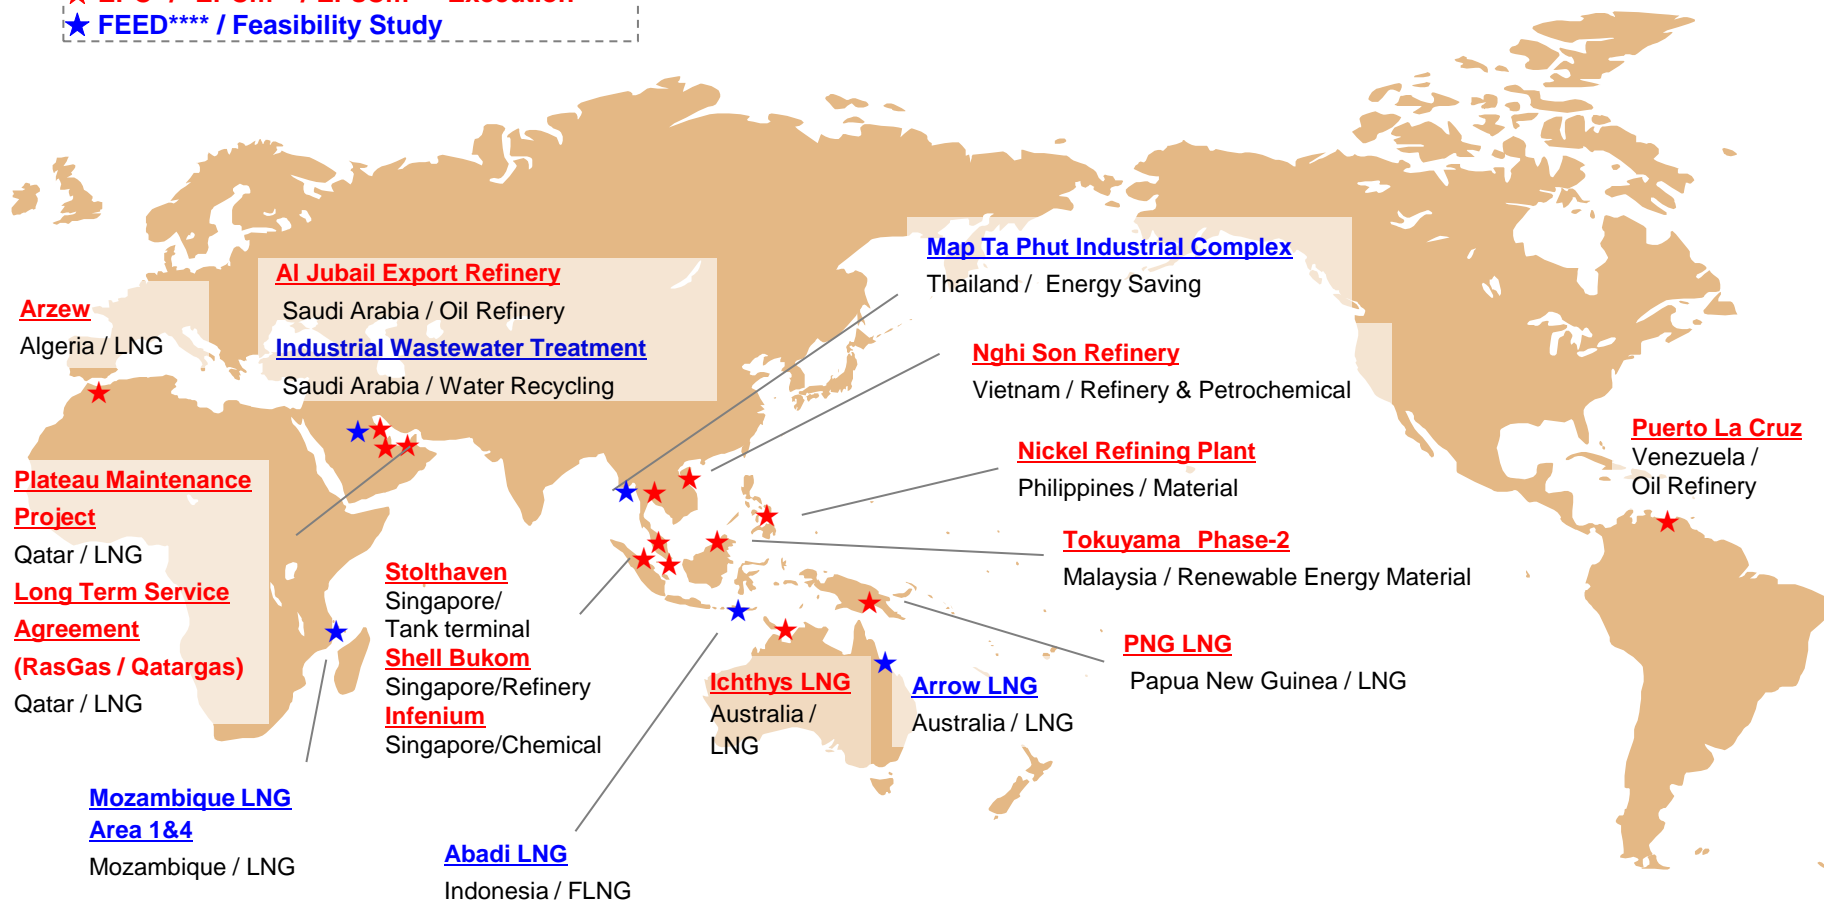 ★ FEED**** / Feasibility Study
Map Ta Phut Industrial Complex
Thailand / Energy Saving
Al Jubail Export Refinery
Saudi Arabia / Oil Refinery
Industrial Wastewater Treatment
Saudi Arabia / Water Recycling
Arzew
Algeria / LNG
Nghi Son Refinery
Vietnam / Refinery & Petrochemical
Puerto La Cruz
Venezuela /
Oil Refinery
Nickel Refining Plant
Philippines / Material
Plateau Maintenance
Project
Qatar / LNG
Long Term Service
Agreement
(RasGas / Qatargas)
Qatar / LNG
Tokuyama Phase-2
Malaysia / Renewable Energy Material
Stolthaven
Singapore/
Tank terminal
Shell Bukom
Singapore/Refinery
Infenium
Singapore/Chemical
PNG LNG
Papua New Guinea / LNG
Ichthys LNG
Australia /
LNG
Arrow LNG
Australia / LNG
Mozambique LNG
Area 1&4
Mozambique / LNG
Abadi LNG
Indonesia / FLNG